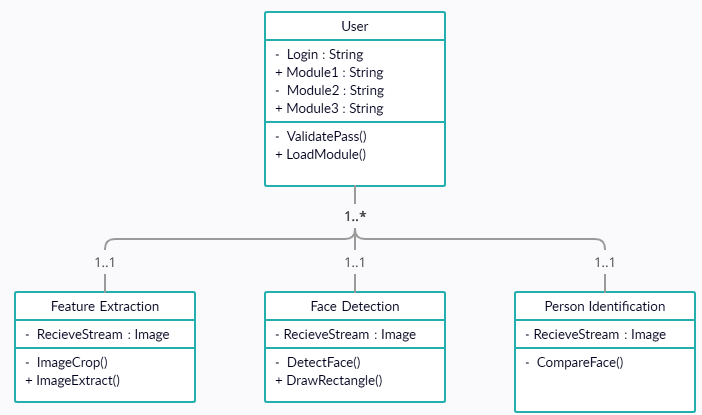 User
- Login : String
+ Module1 : String
- Module2 : String
+ Module3 : String
- ValidatePass()
+ LoadModule()
1..*
1..1
1..1
1..1
Feature Extraction
- RecieveStream : Image
- ImageCrop()
+ ImageExtract()
Face Detection
- RecieveStream : Image
- DetectFace()
+ DrawRectangle()
Person Identification
- RecieveStream : Image
- CompareFace()